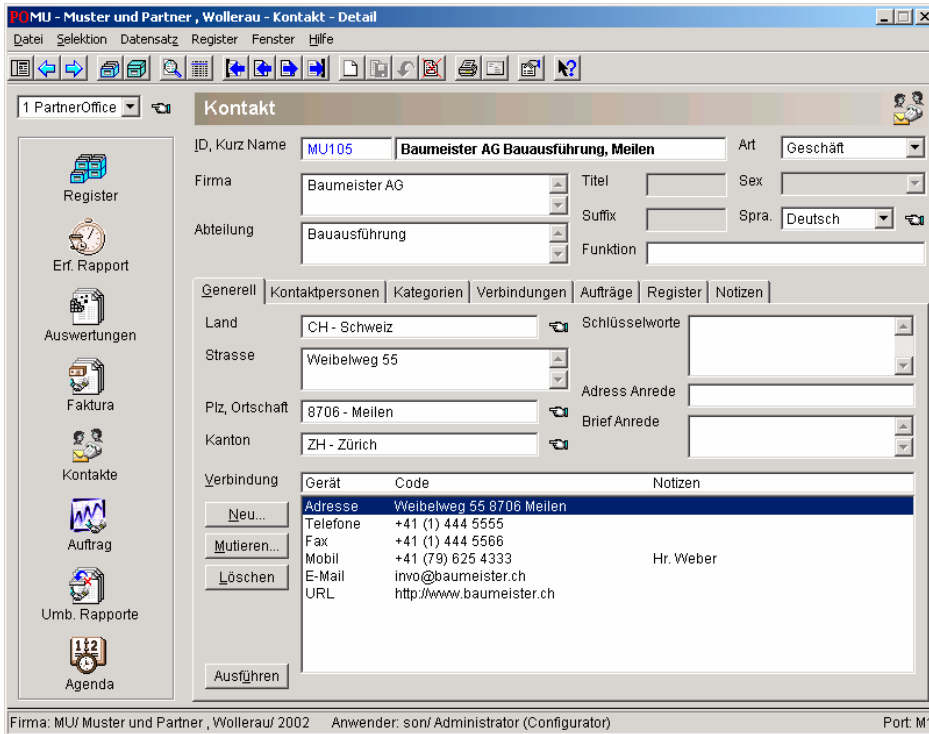 POMU - Muster und Partner , Wollerau - Kontakt - Detail
Datei Selektion Datensatz Register Fenster Hilfe
1 PartnerOffice
Kontakt
ID, Kurz Name MU105 Baumeister AG Bauausführung, Meilen Art Geschäft
Firma Baumeister AG Titel Sex
Suffix Spra. Deutsch
Abteilung Bauausführung
Funktion
Generell Kontaktpersonen Kategorien Verbindungen Aufträge Register Notizen
Land CH - Schweiz Schlüsselworte
Strasse Weibelweg 55
Adress Anrede
Plz, Ortschaft 8706 - Meilen
Brief Anrede
Kanton ZH - Zürich
Verbindung Gerät Code Notizen
Adresse Weibelweg 55 8706 Meilen
Telefone +41 (1) 444 5555
Fax +41 (1) 444 5566
Mobil +41 (79) 625 4333 Hr. Weber
E-Mail invo@baumeister.ch
URL http://www.baumeister.ch
Neu...
Mutieren...
Löschen
Ausführen
Register
Erf. Rapport
Auswertungen
Faktura
Kontakte
Auftrag
Umb. Rapporte
1 2
Agenda
Firma: MU/ Muster und Partner , Wollerau/ 2002 Anwender: son/ Administrator (Configurator) Port: M1